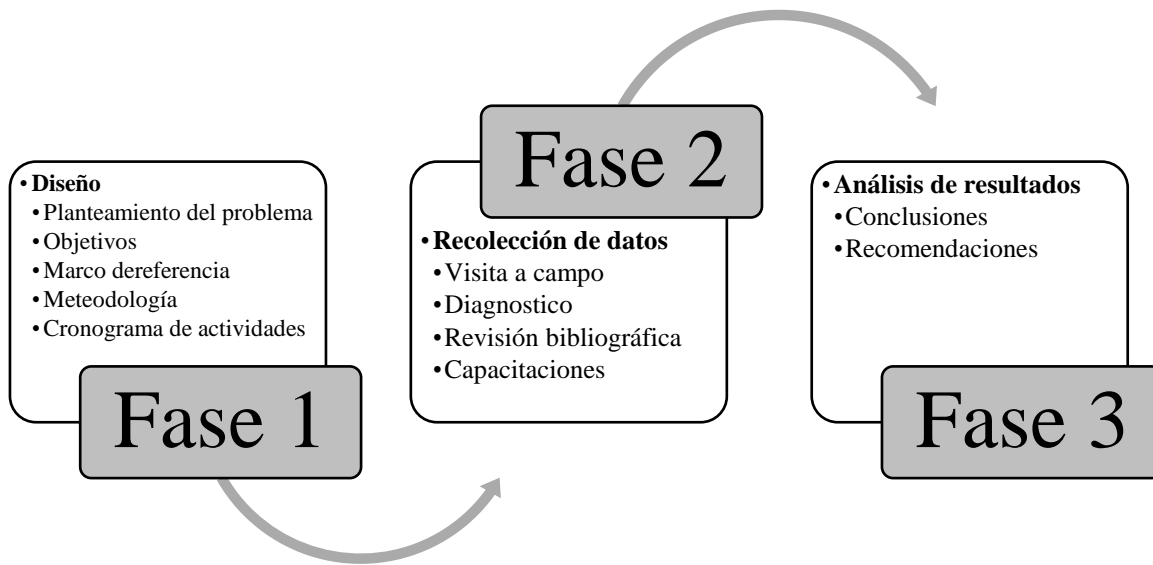 • Diseño
• Planteamiento del problema
• Objetivos
• Marco dereferencia
• Meteodología
• Cronograma de actividades
Fase 1
Fase 2
• Recolección de datos
• Visita a campo
• Diagnostico
• Revisión bibliográfica
• Capacitaciones
• Análisis de resultados
• Conclusiones
• Recomendaciones
Fase 3